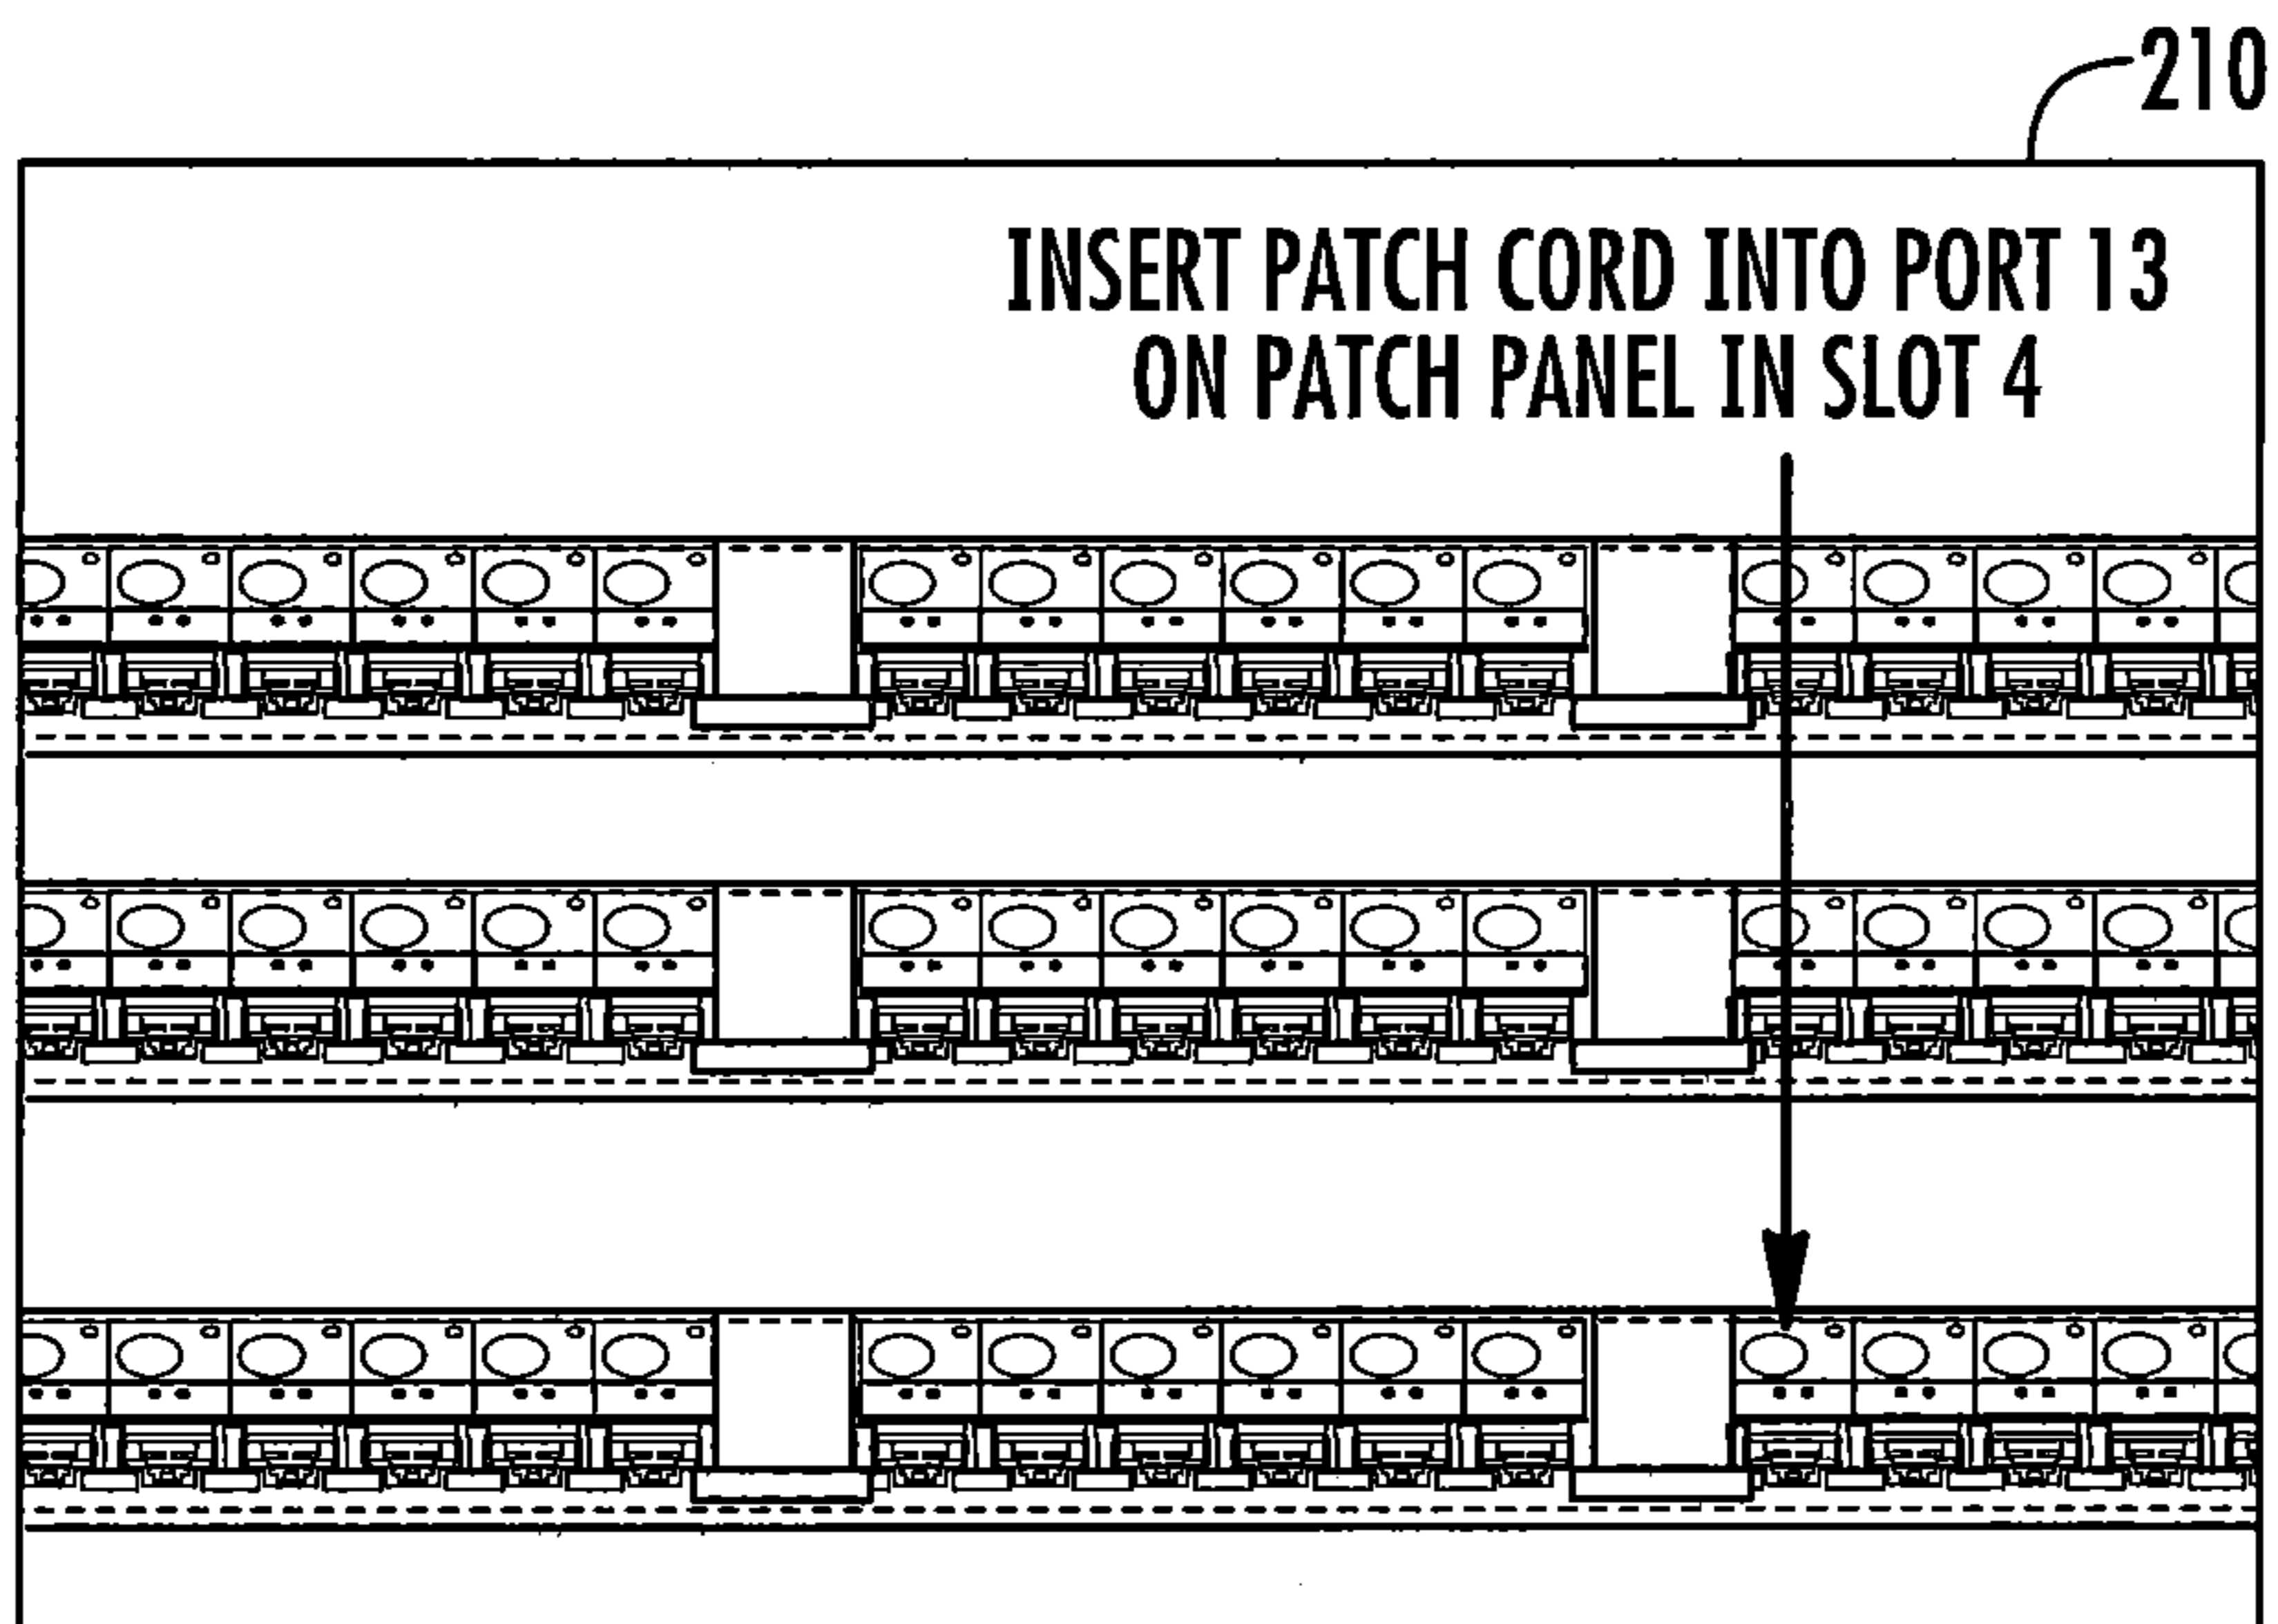 210
INSERT PATCH CORD INTO PORT 13
ON PATCH PANEL IN SLOT 4